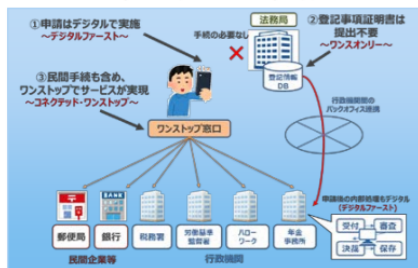 ①申請はデジタルで実施
~デジタルファースト~
手続の必要なし
法務局
②登記事項証明書は
提出不要
~ワンスオンリー~
登記情報
DB
③民間手続も含め、
ワンストップでサービスが実現
~コネクテッド・ワンストップ~
行政機関間の
バックオフィス連携
ワンストップ窓口
申請後の内部処理もデジタル
(デジタルファースト)
BANK
郵便局
銀行
税務署
労働基準
監督署
ハロー
ワーク
年金
事務所
受付
審査
決裁
保存
民間企業等
行政機関